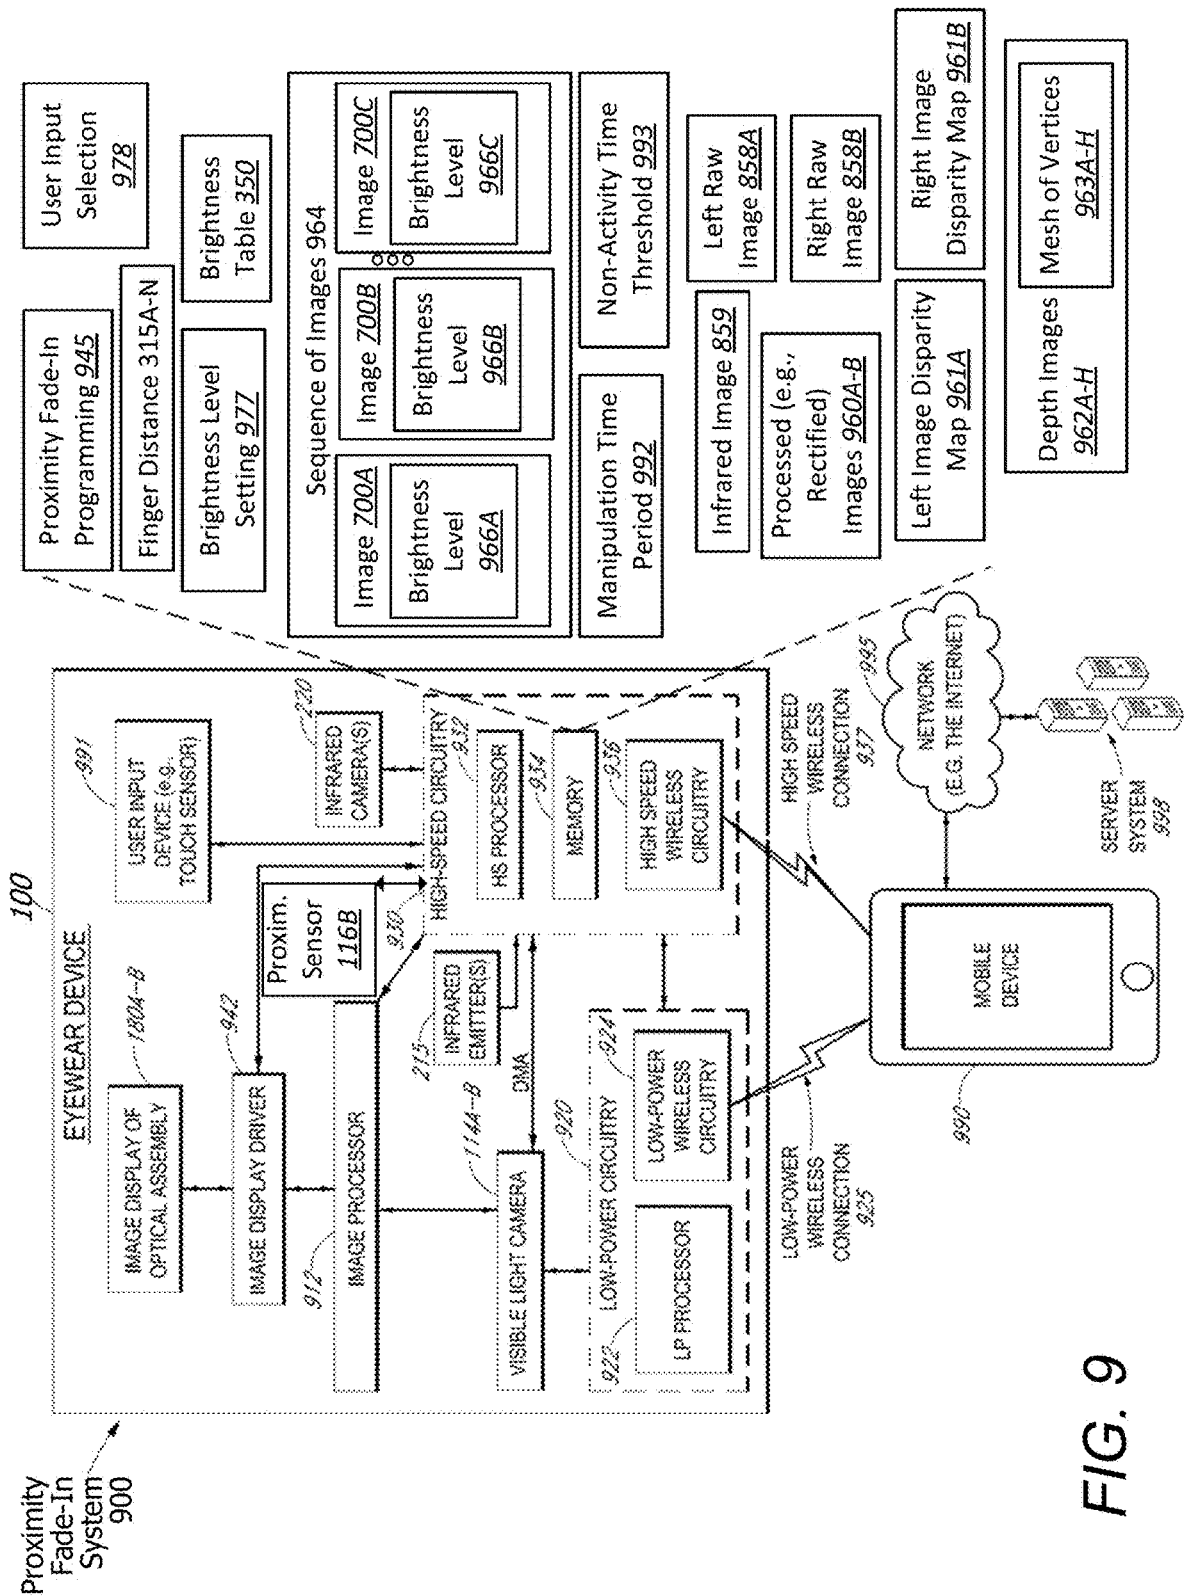 Proximity
Fade-In
System
900
100
EYEWEAR DEVICE
IMAGE DISPLAY OF
OPTICAL ASSEMBLY
180A-B
USER INPUT
DEVICE (e.g.
TOUCH SENSOR)
991
IMAGE DISPLAY DRIVER
942
Proxim.
Sensor
116B
INFRARED
CAMERA(S)
220
IMAGE PROCESSOR
912
930
HIGH-SPEED CIRCUITRY
HS PROCESSOR
932
MEMORY
934
HIGH SPEED
WIRELESS
CIRCUITRY
936
INFRARED
EMITTER(S)
215
DMA
VISIBLE LIGHT CAMERA
114A-B
LOW-POWER CIRCUITRY
920
LP PROCESSOR
922
LOW-POWER
WIRELESS
CIRCUITRY
924
LOW-POWER
WIRELESS
CONNECTION
925
HIGH SPEED
WIRELESS
CONNECTION
937
MOBILE
DEVICE
990
NETWORK
(E.G. THE INTERNET)
995
SERVER
SYSTEM
998
Proximity Fade-In
Programming 945
User Input
Selection
978
Finger Distance 315A-N
Brightness Level
Setting 977
Brightness
Table 350
Sequence of Images 964
Image 700A
Brightness
Level
966A
Image 700B
Brightness
Level
966B
Image 700C
Brightness
Level
966C
Manipulation Time
Period 992
Non-Activity Time
Threshold 993
Infrared Image 859
Left Raw
Image 858A
Processed (e.g.,
Rectified)
Images 960A-B
Right Raw
Image 858B
Left Image Disparity
Map 961A
Right Image
Disparity Map 961B
Depth Images
962A-H
Mesh of Vertices
963A-H
FIG. 9